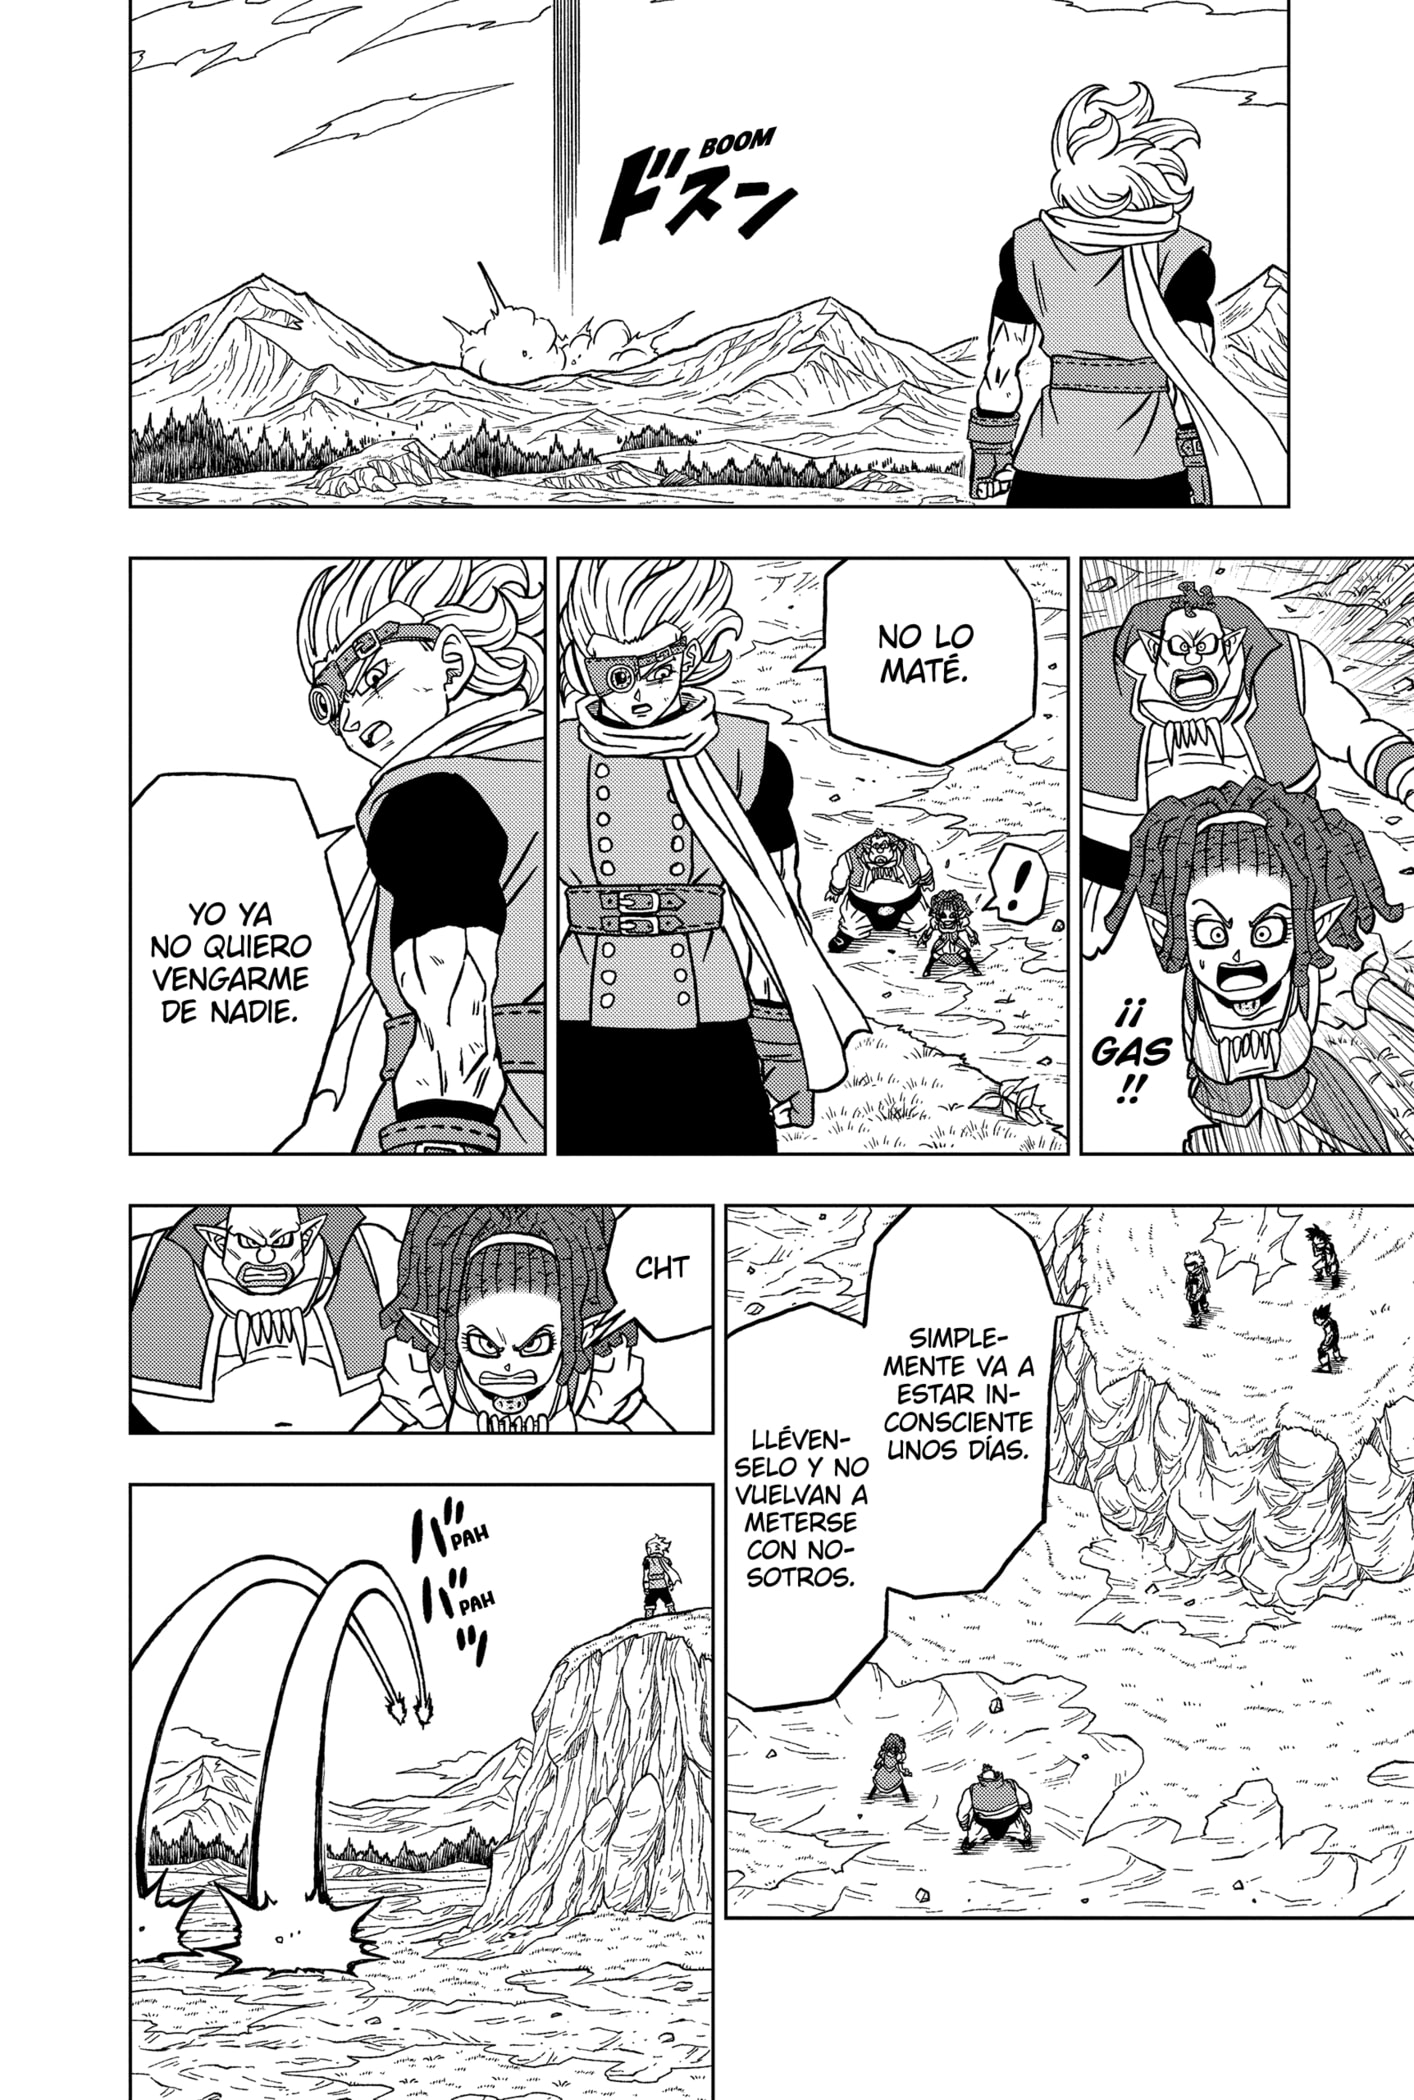 BOOM
ドスン
¡¡
GAS
!!
NO LO
MATÉ.
!
YO YA
NO QUIERO
VENGARME
DE NADIE.
SIMPLE-
MENTE VA A
ESTAR IN-
CONSCIENTE
UNOS DÍAS.
LLÉVEN-
SELO Y NO
VUELVAN A
METERSE
CON NO-
SOTROS.
CHT
バッ
PAH
バッ
PAH